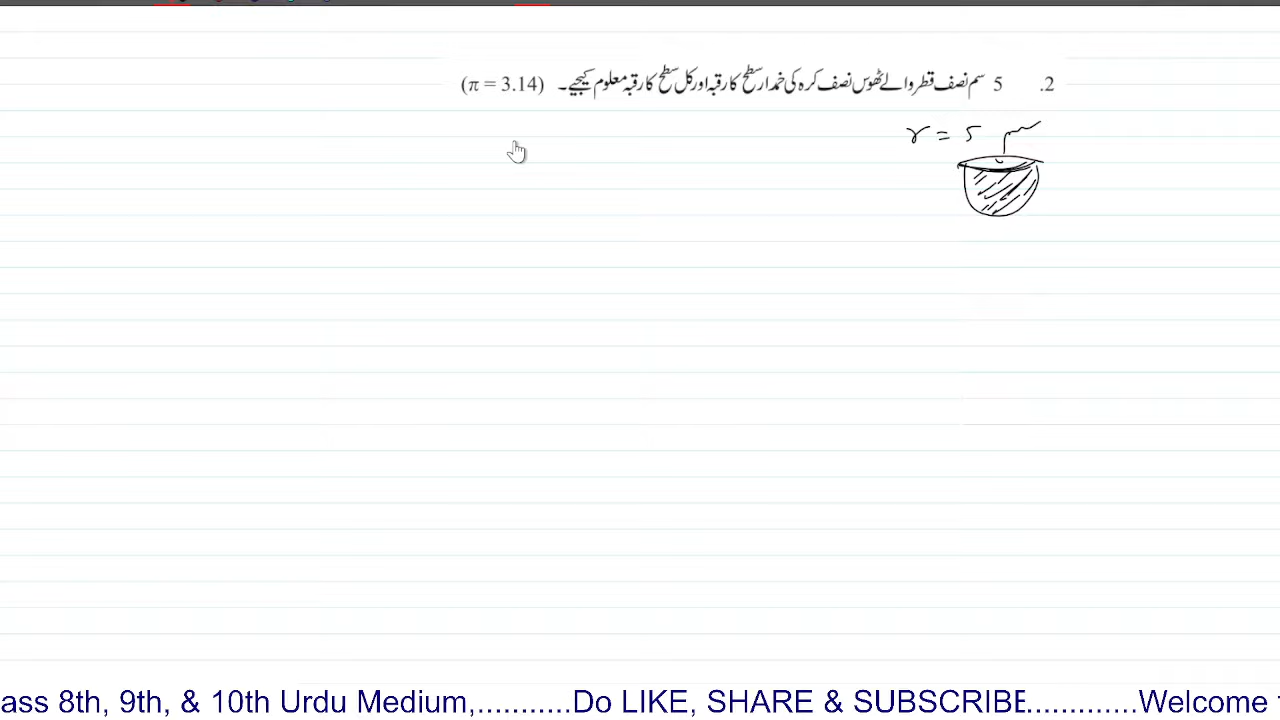 2. 5 سم نصف قطر والے ٹھوس نصف کرہ کی خمدار سطح کا رقبہ اور کل سطح کا رقبہ معلوم کیجیے۔ (π = 3.14)
r = 5 سم
ass 8th, 9th, & 10th Urdu Medium,...........Do LIKE, SHARE & SUBSCRIBE.............Welcome